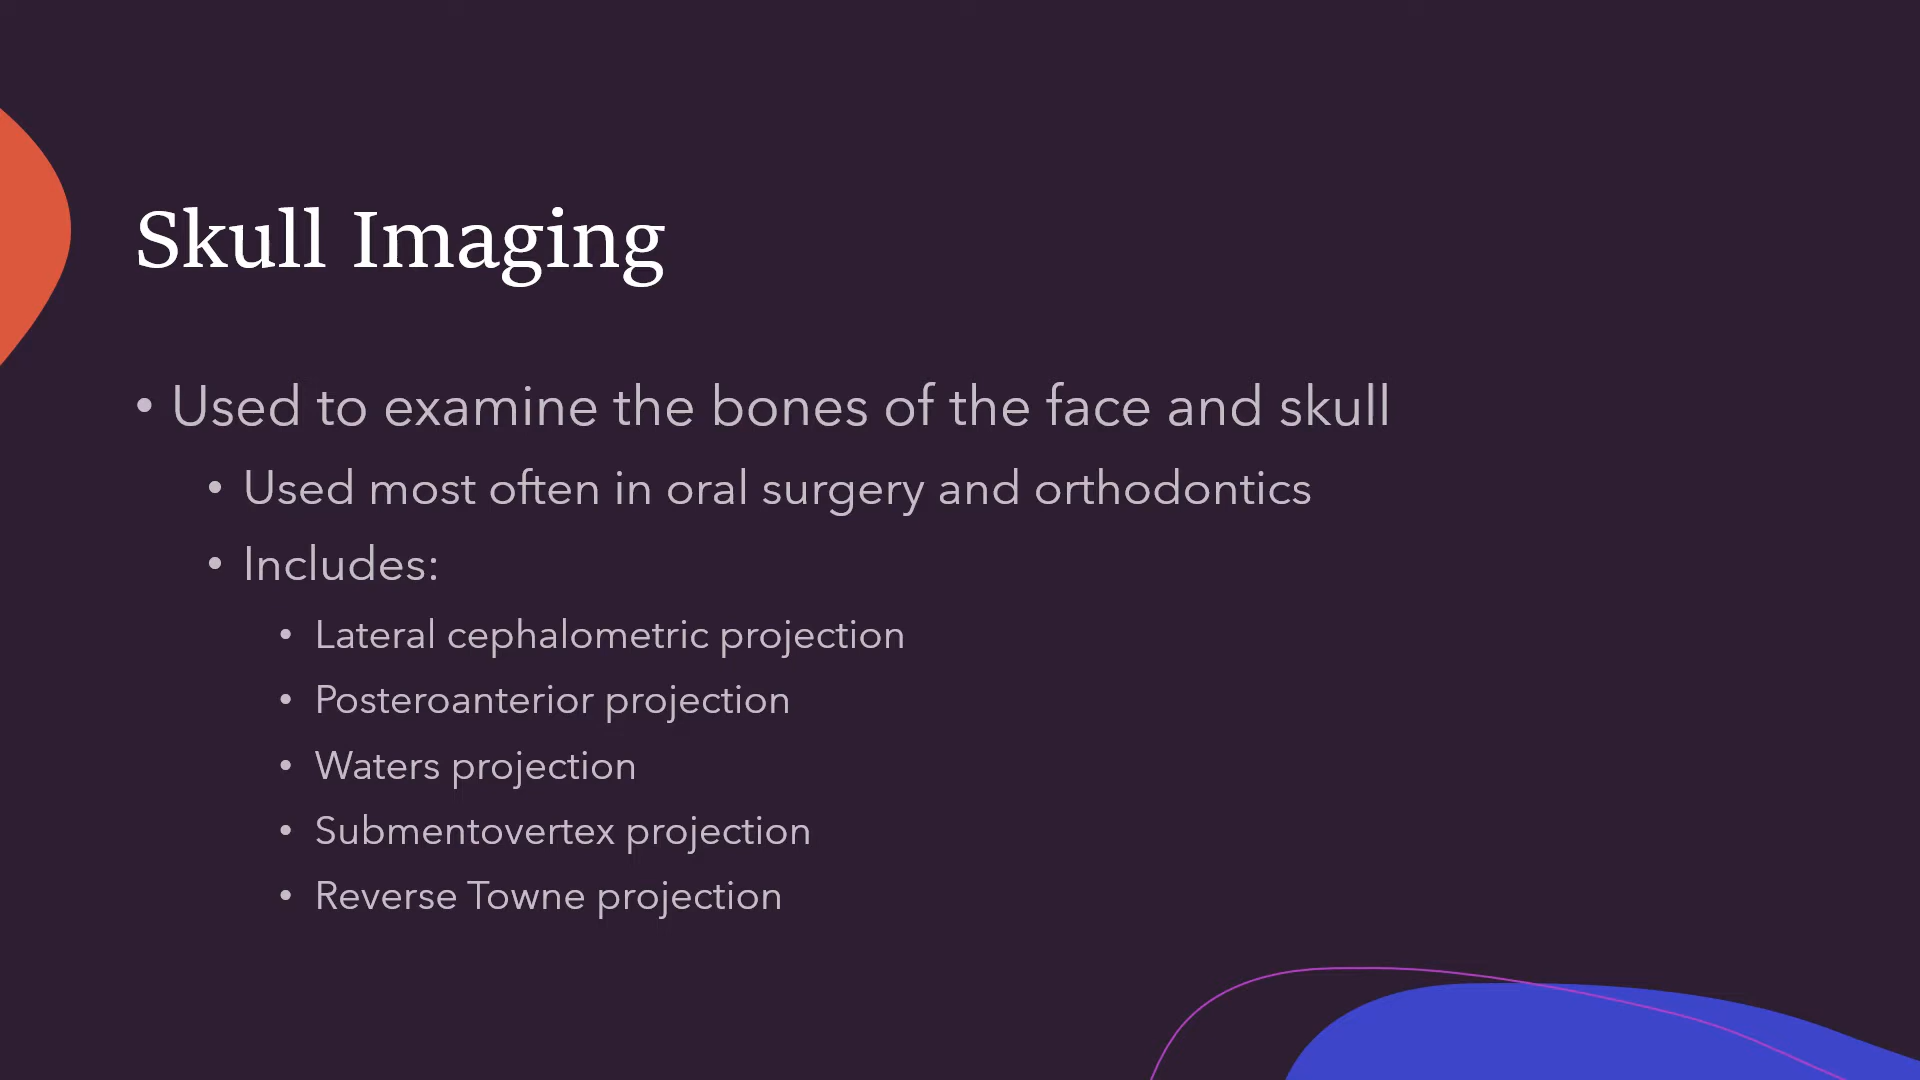 Skull Imaging
• Used to examine the bones of the face and skull
• Used most often in oral surgery and orthodontics
• Includes:
• Lateral cephalometric projection
• Posteroanterior projection
• Waters projection
• Submentovertex projection
• Reverse Towne projection